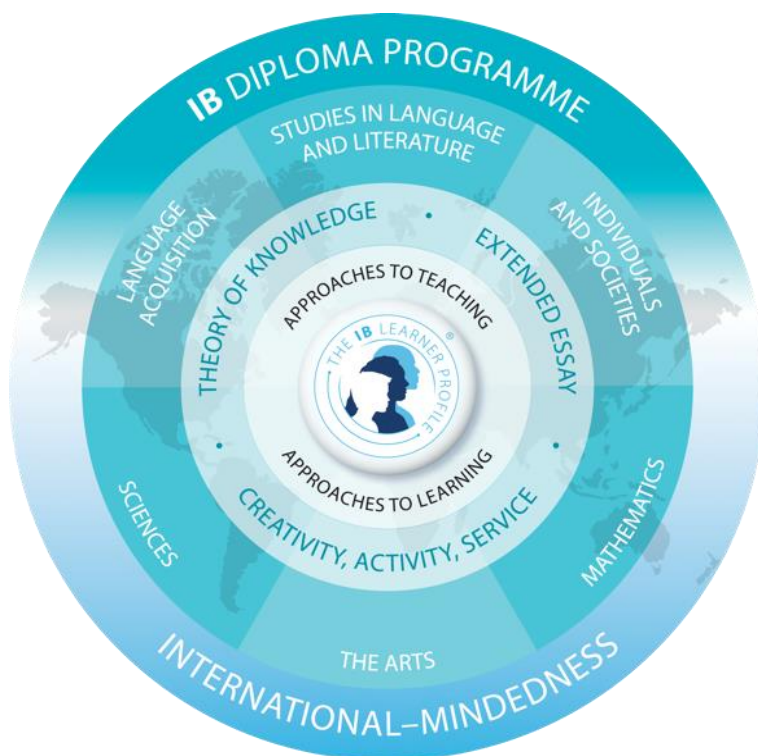 IB DIPLOMA PROGRAMME
STUDIES IN LANGUAGE
AND LITERATURE
LANGUAGE
ACQUISITION
INDIVIDUALS
AND SOCIETIES
THEORY OF KNOWLEDGE
•
EXTENDED ESSAY
•
APPROACHES TO TEACHING
THE IB LEARNER PROFILE ®
APPROACHES TO LEARNING
•
CREATIVITY, ACTIVITY, SERVICE
SCIENCES
MATHEMATICS
THE ARTS
INTERNATIONAL–MINDEDNESS